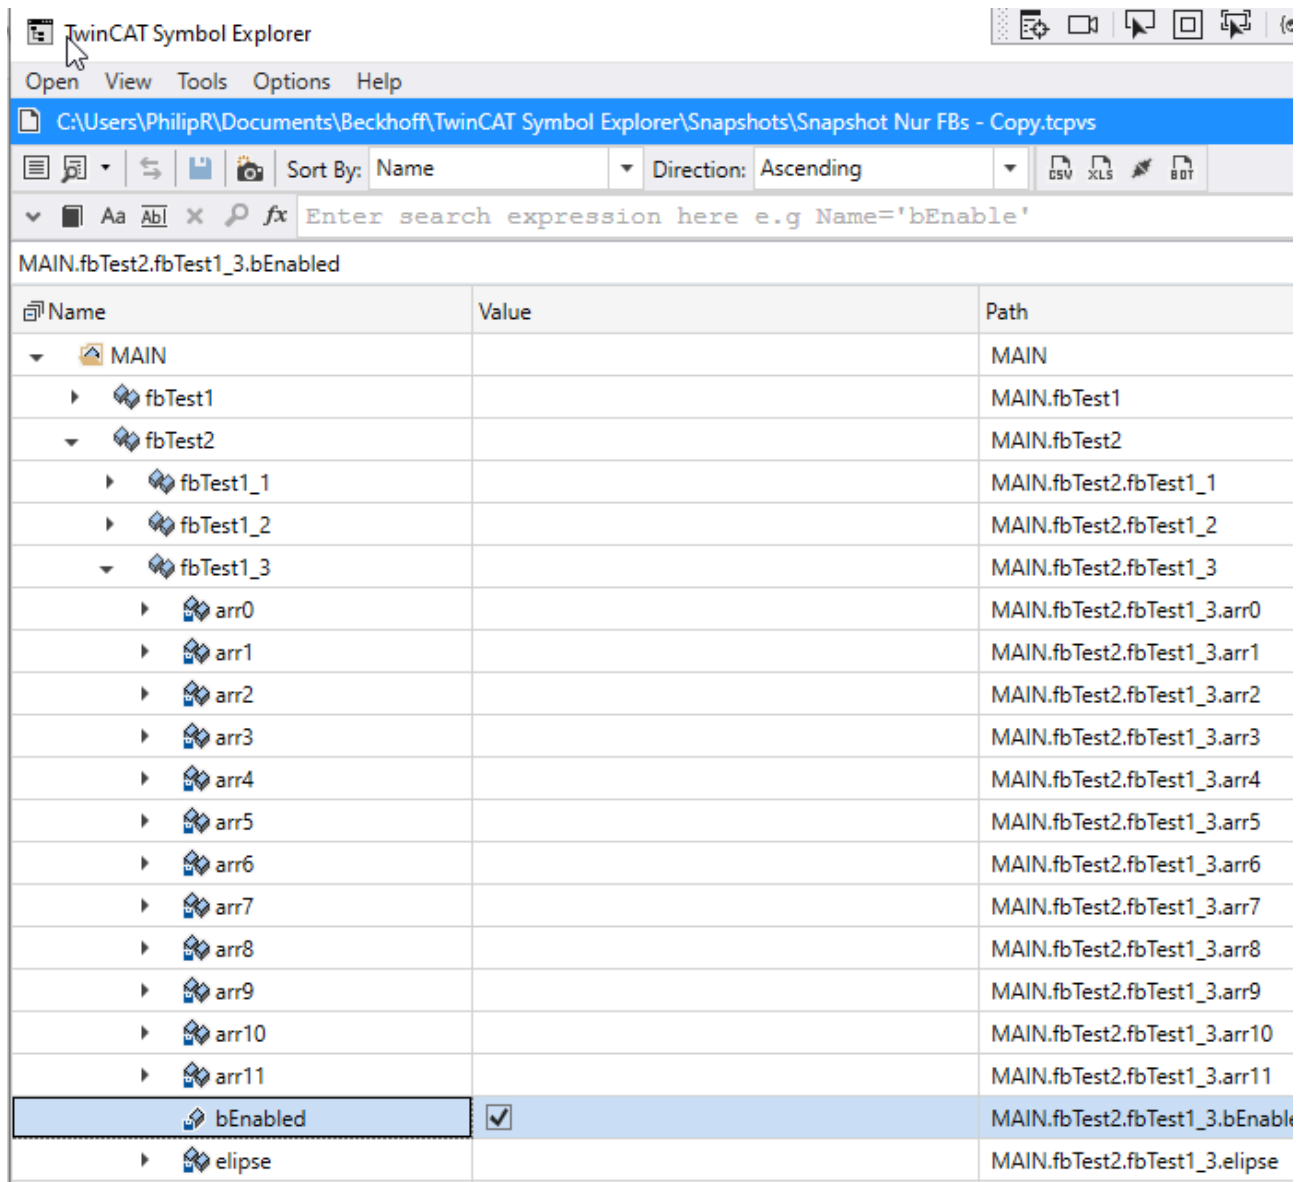 TwinCAT Symbol Explorer
Open View Tools Options Help
C:\Users\PhilipR\Documents\Beckhoff\TwinCAT Symbol Explorer\Snapshots\Snapshot Nur FBs - Copy.tcpvs
Sort By: Name Direction: Ascending CSV XLS BOT
Aa Abl fx Enter search expression here e.g Name='bEnable'
MAIN.fbTest2.fbTest1_3.bEnabled
Name Value Path
MAIN MAIN
fbTest1 MAIN.fbTest1
fbTest2 MAIN.fbTest2
fbTest1_1 MAIN.fbTest2.fbTest1_1
fbTest1_2 MAIN.fbTest2.fbTest1_2
fbTest1_3 MAIN.fbTest2.fbTest1_3
arr0 MAIN.fbTest2.fbTest1_3.arr0
arr1 MAIN.fbTest2.fbTest1_3.arr1
arr2 MAIN.fbTest2.fbTest1_3.arr2
arr3 MAIN.fbTest2.fbTest1_3.arr3
arr4 MAIN.fbTest2.fbTest1_3.arr4
arr5 MAIN.fbTest2.fbTest1_3.arr5
arr6 MAIN.fbTest2.fbTest1_3.arr6
arr7 MAIN.fbTest2.fbTest1_3.arr7
arr8 MAIN.fbTest2.fbTest1_3.arr8
arr9 MAIN.fbTest2.fbTest1_3.arr9
arr10 MAIN.fbTest2.fbTest1_3.arr10
arr11 MAIN.fbTest2.fbTest1_3.arr11
bEnabled MAIN.fbTest2.fbTest1_3.bEnable
elipse MAIN.fbTest2.fbTest1_3.elipse